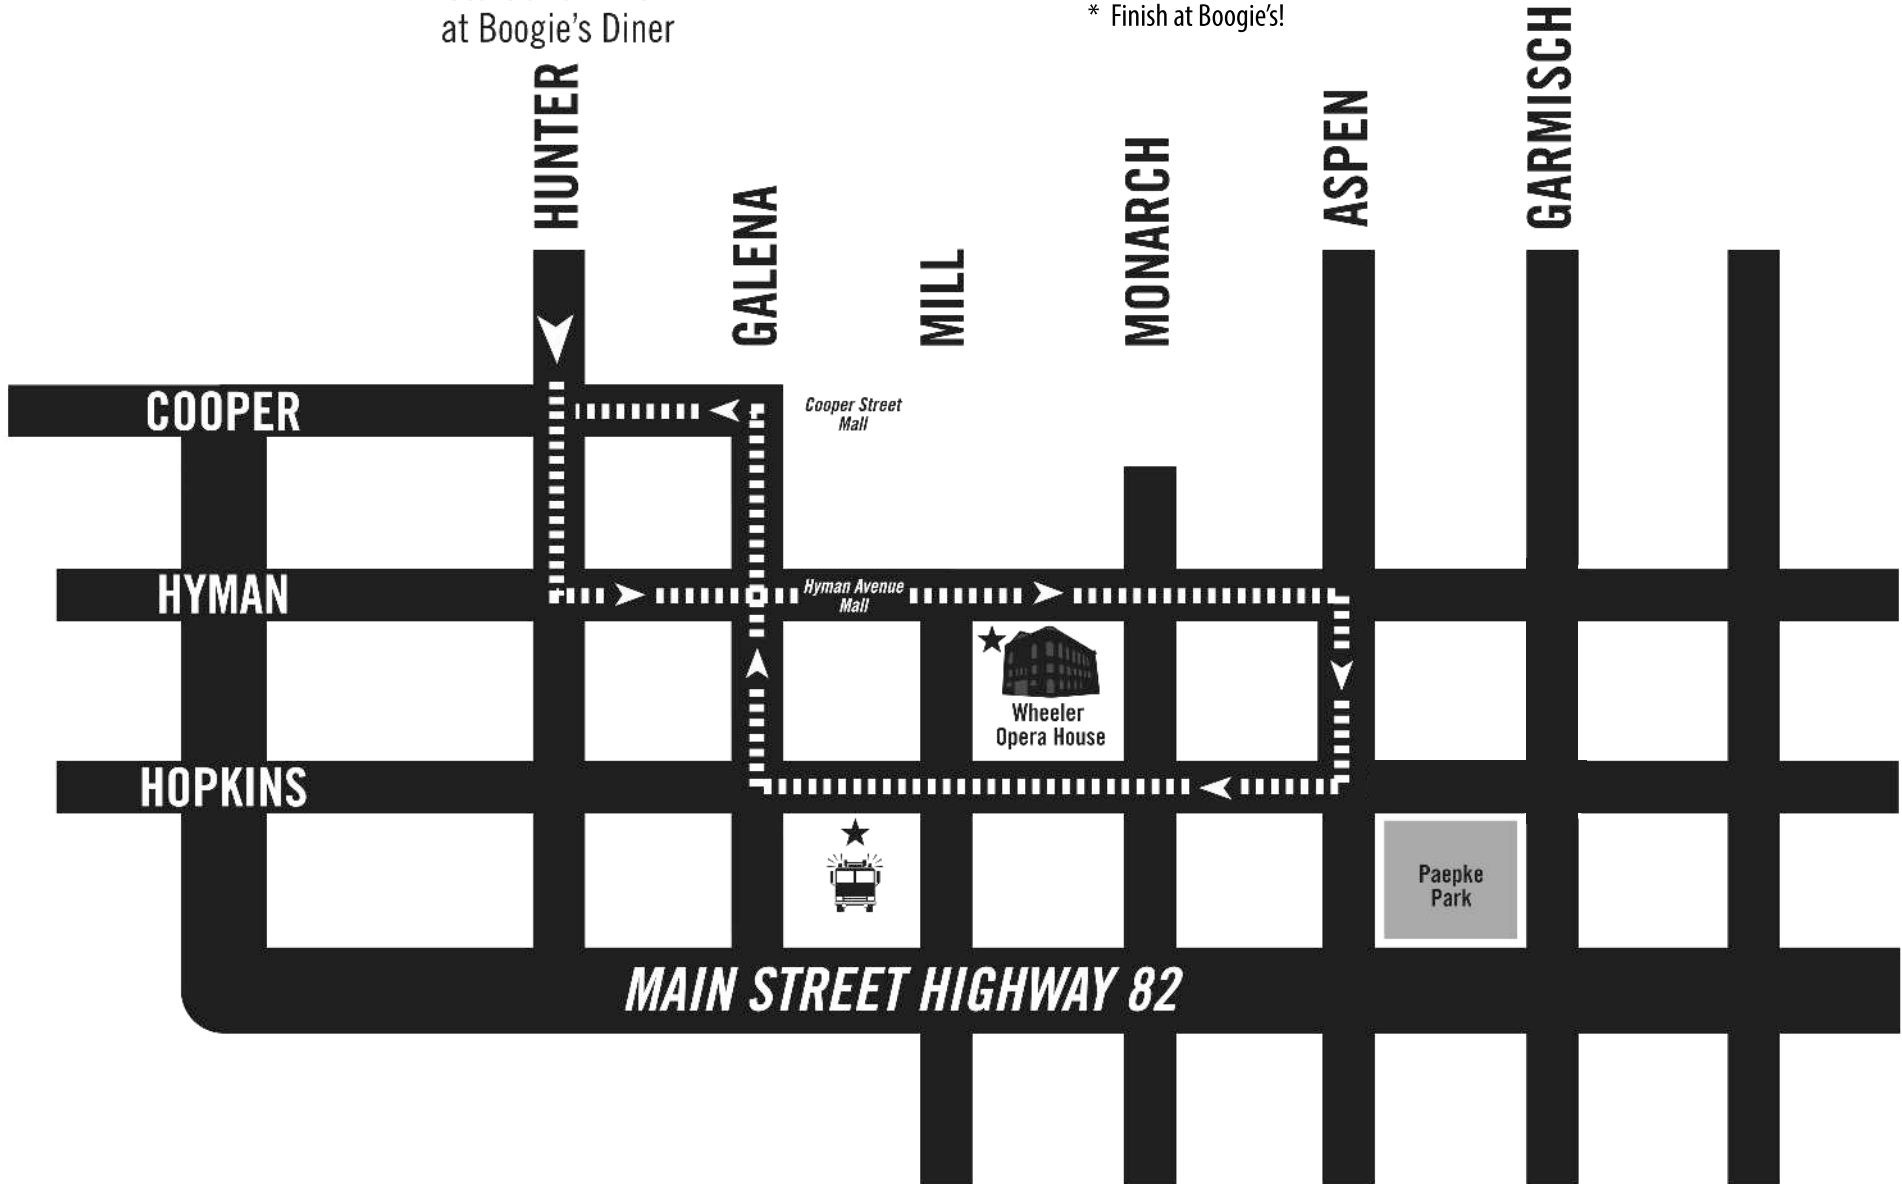 at Boogie's Diner
* Finish at Boogie's!
HUNTER
GALENA
MILL
MONARCH
ASPEN
GARMISCH
COOPER
Cooper Street
Mall
HYMAN
Hyman Avenue
Mall
Wheeler
Opera House
HOPKINS
Paepke
Park
MAIN STREET HIGHWAY 82